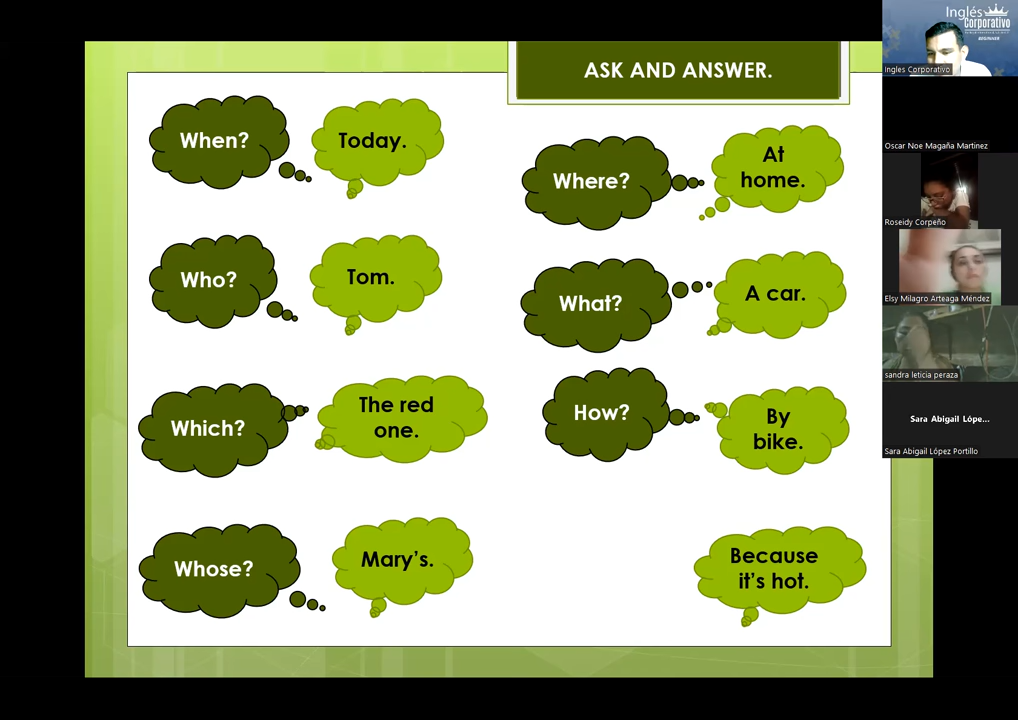 ASK AND ANSWER.
When?
Today.
Where?
At
home.
Who?
Tom.
What?
A car.
Which?
The red
one.
How?
By
bike.
Whose?
Mary's.
Because
it's hot.
Inglés
Corporativo
BEGINNER
Ingles Corporativo
Oscar Noe Magaña Martinez
Roseidy Corpeño
Elsy Milagro Arteaga Méndez
sandra leticia peraza
Sara Abigail Lópe...
Sara Abigail López Portillo